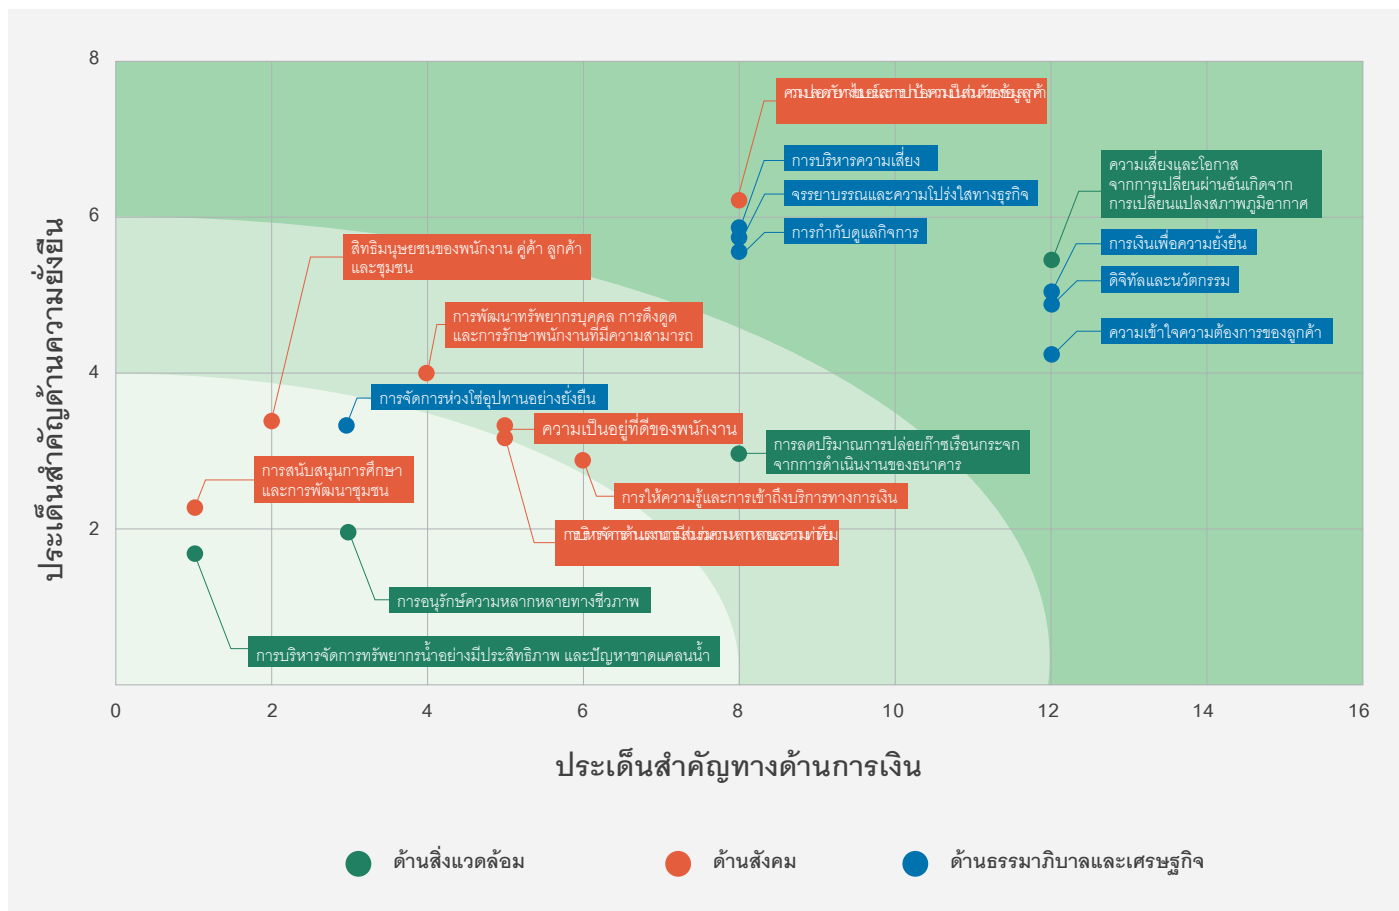 8
6
4
2
ประเด็นสำคัญด้านความยั่งยืน
การบริหารความเสี่ยง
จรรยาบรรณและความโปร่งใสทางธุรกิจ
การกำกับดูแลกิจการ
ความเสี่ยงและโอกาส
จากการเปลี่ยนผ่านอันเกิดจาก
การเปลี่ยนแปลงสภาพภูมิอากาศ
การเงินเพื่อความยั่งยืน
ดิจิทัลและนวัตกรรม
ความเข้าใจความต้องการของลูกค้า
สิทธิมนุษยชนของพนักงาน คู่ค้า ลูกค้า
และชุมชน
การพัฒนาทรัพยากรบุคคล การดึงดูด
และการรักษาพนักงานที่มีความสามารถ
การจัดการห่วงโซ่อุปทานอย่างยั่งยืน
ความเป็นอยู่ที่ดีของพนักงาน
การลดปริมาณการปล่อยก๊าซเรือนกระจก
จากการดำเนินงานของธนาคาร
การสนับสนุนการศึกษา
และการพัฒนาชุมชน
การให้ความรู้และการเข้าถึงบริการทางการเงิน
การอนุรักษ์ความหลากหลายทางชีวภาพ
การบริหารจัดการทรัพยากรน้ำอย่างมีประสิทธิภาพ และปัญหาขาดแคลนน้ำ
0 2 4 6 8 10 12 14 16
ประเด็นสำคัญทางด้านการเงิน
ด้านสิ่งแวดล้อม ด้านสังคม ด้านธรรมาภิบาลและเศรษฐกิจ